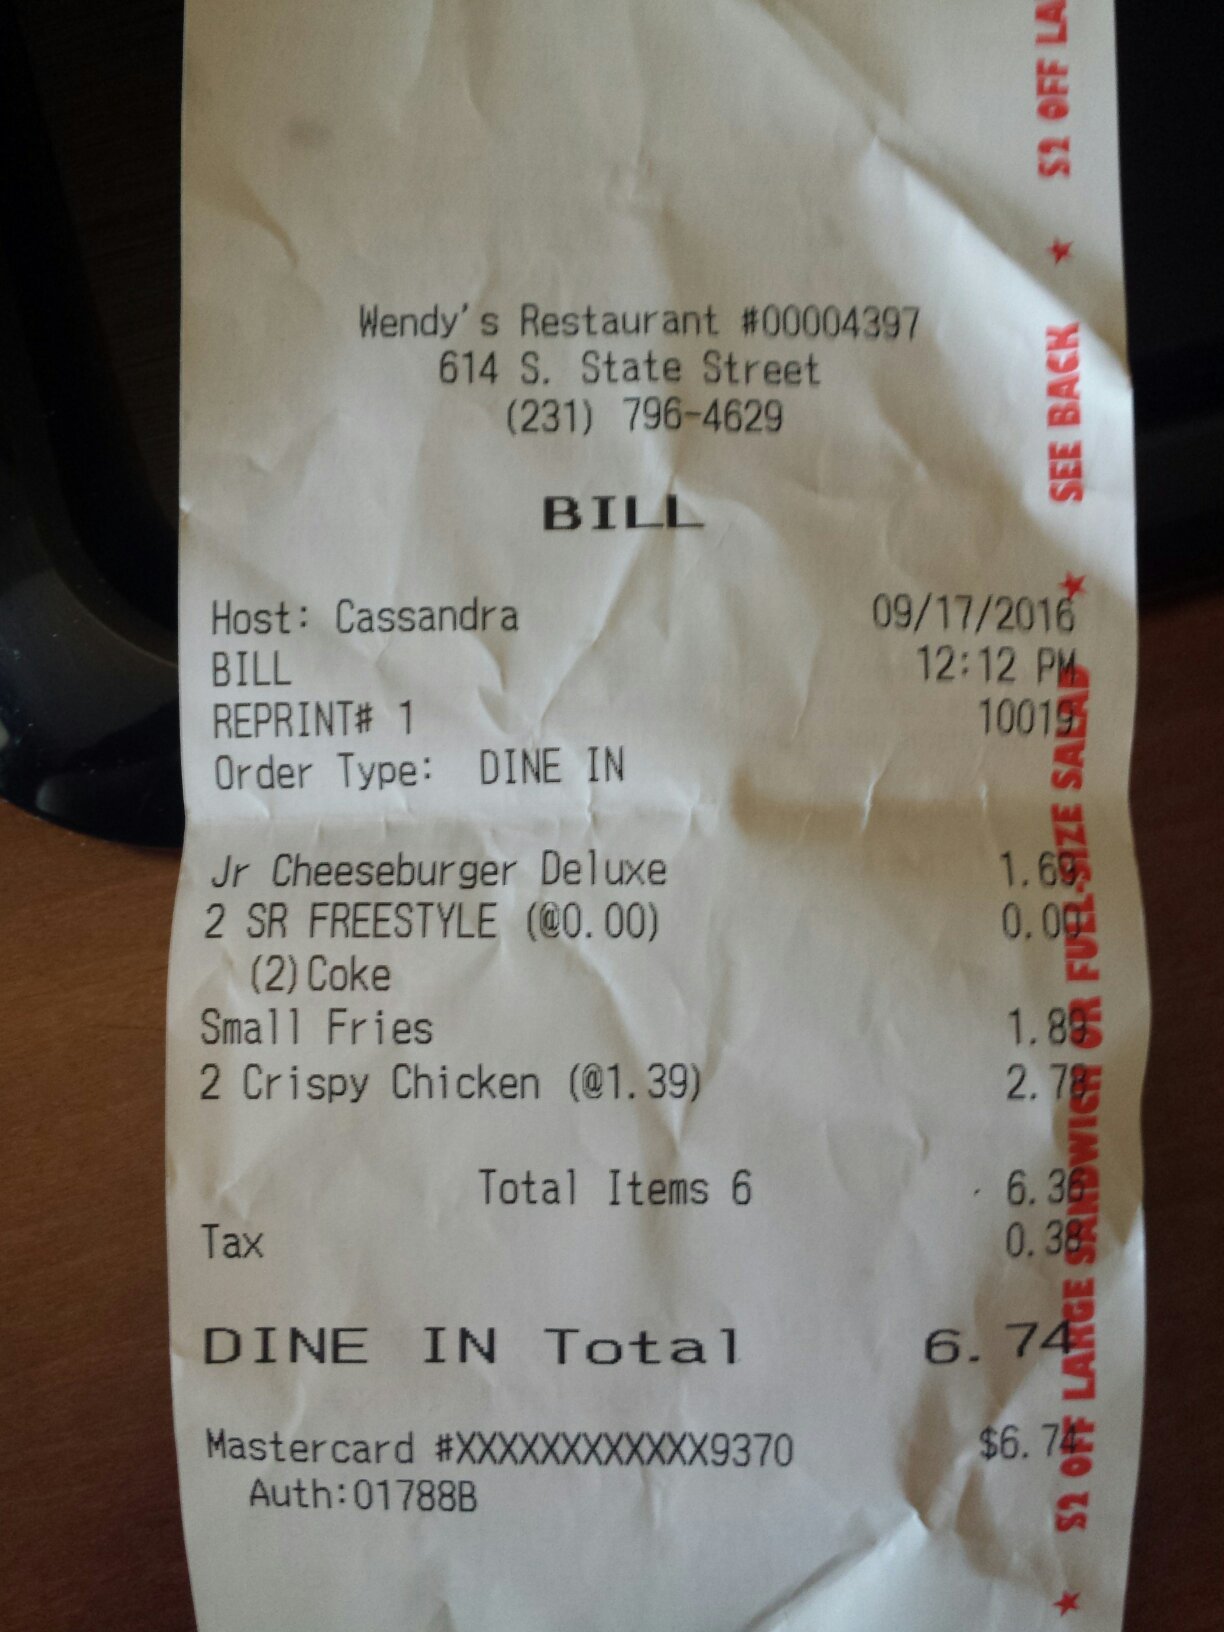 Wendy's Restaurant #00004397
614 S. State Street
(231) 796-4629
BILL
Host: Cassandra 09/17/2016
BILL 12:12 PM
REPRINT# 1 10019
Order Type: DINE IN
Jr Cheeseburger Deluxe 1.69
2 SR FREESTYLE (@0.00) 0.00
(2)Coke
Small Fries 1.89
2 Crispy Chicken (@1.39) 2.78
Total Items 6 6.36
Tax 0.38
DINE IN Total 6.74
Mastercard #XXXXXXXXXXXX9370 $6.74
Auth:01788B
★ $2 OFF LARGE SANDWICH OR FULL-SIZE SALAD ★ SEE BACK ★ $2 OFF LA